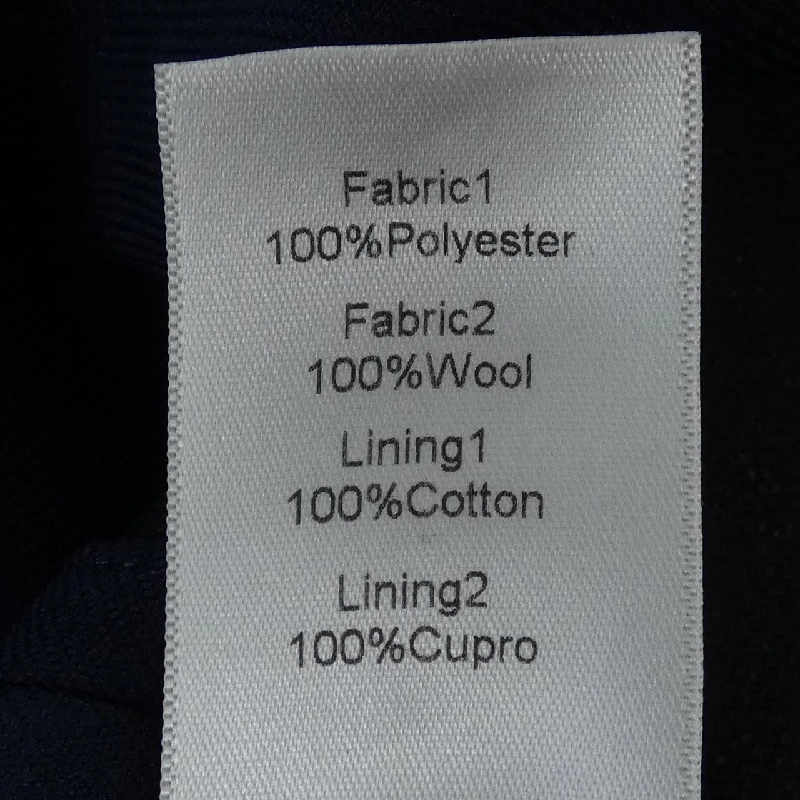 Fabric1
100%Polyester
Fabric2
100%Wool
Lining1
100%Cotton
Lining2
100%Cupro